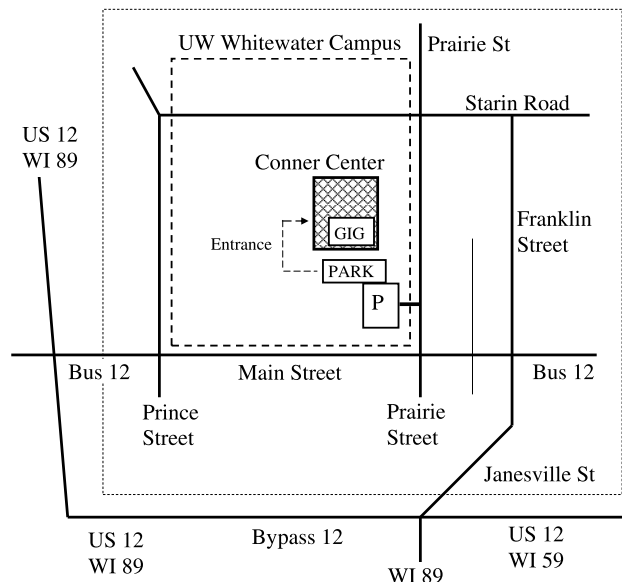 UW Whitewater Campus
Prairie St
Starin Road
US 12
WI 89
Conner Center
GIG
Entrance
Franklin
Street
PARK
P
Bus 12
Main Street
Bus 12
Prince
Street
Prairie
Street
Janesville St
US 12
WI 89
Bypass 12
US 12
WI 59
WI 89